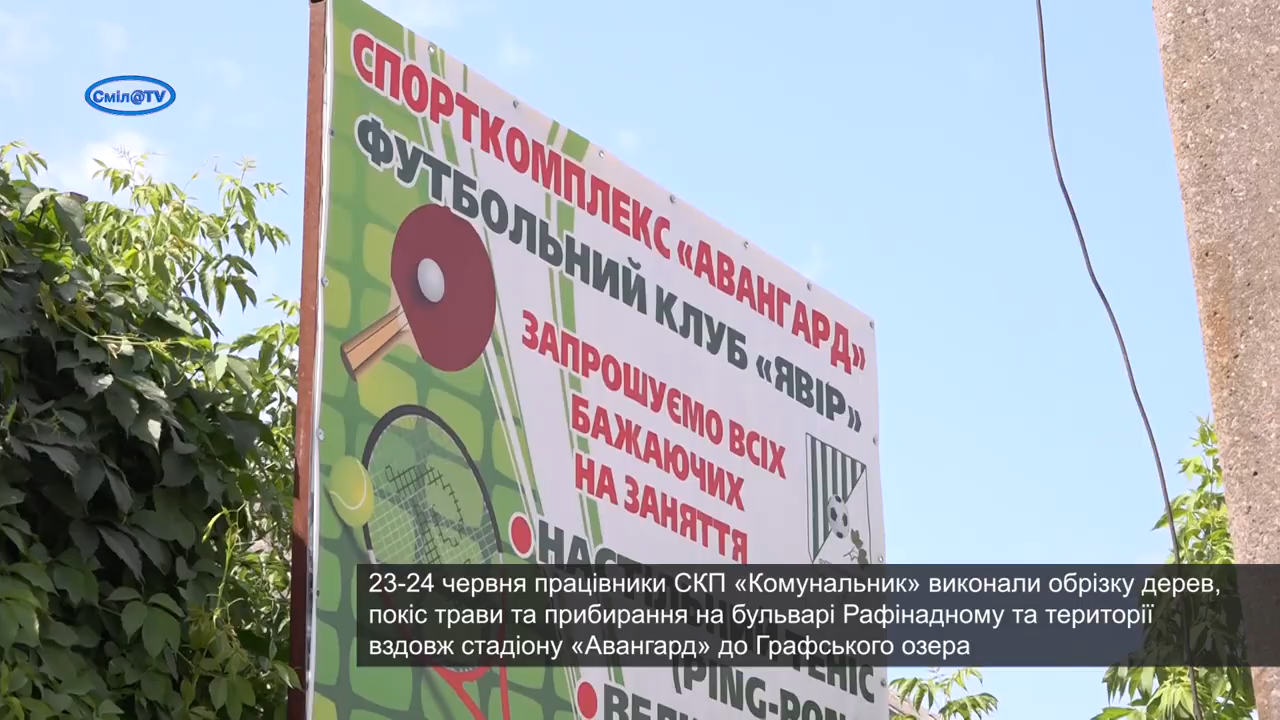 Сміл@TV
СПОРТКОМПЛЕКС «АВАНГАРД»
ФУТБОЛЬНИЙ КЛУБ «ЯВІР»
ЗАПРОШУЄМО ВСІХ
БАЖАЮЧИХ
НА ЗАНЯТТЯ
23-24 червня працівники СКП «Комунальник» виконали обрізку дерев,
покіс трави та прибирання на бульварі Рафінадному та території
вздовж стадіону «Авангард» до Графського озера